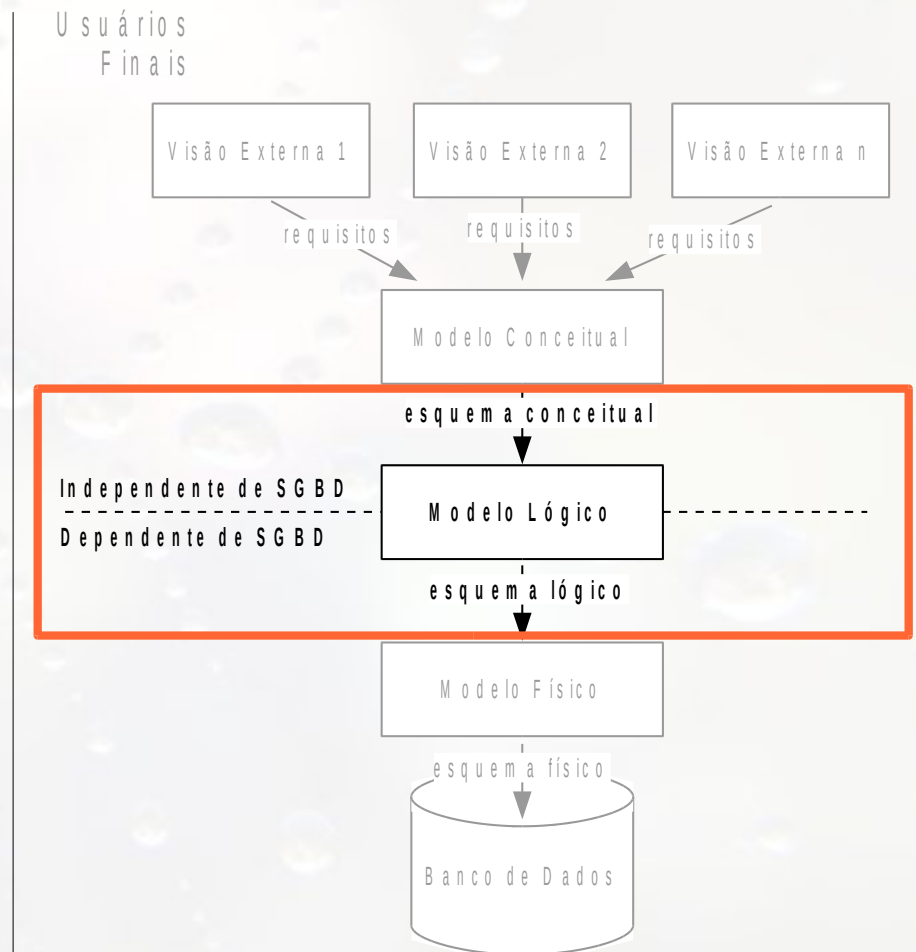 Usuários
Finais
Visão Externa 1
Visão Externa 2
Visão Externa n
requisitos
requisitos
requisitos
Modelo Conceitual
esquema conceitual
Independente de SGBD
Modelo Lógico
Dependente de SGBD
esquema lógico
Modelo Físico
esquema físico
Banco de Dados